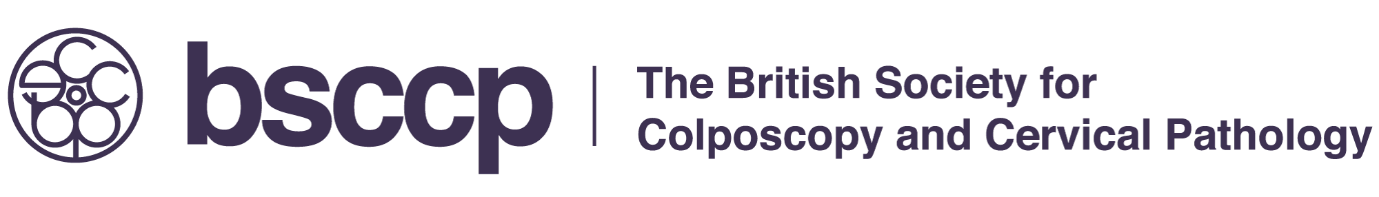 bsccp
The British Society for
Colposcopy and Cervical Pathology